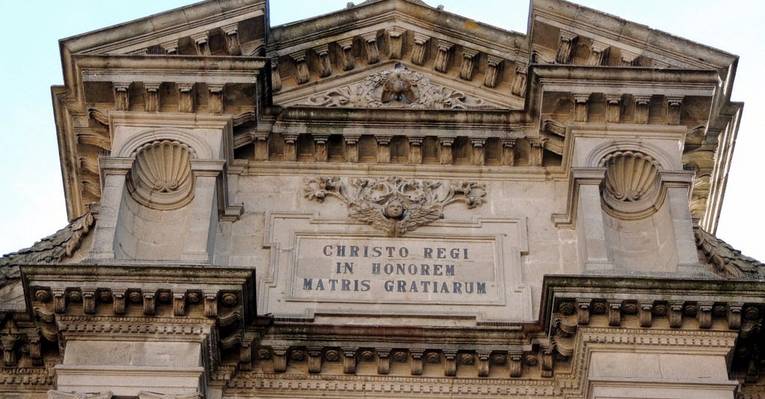 CHRISTO REGI
IN HONOREM
MATRIS GRATIARUM